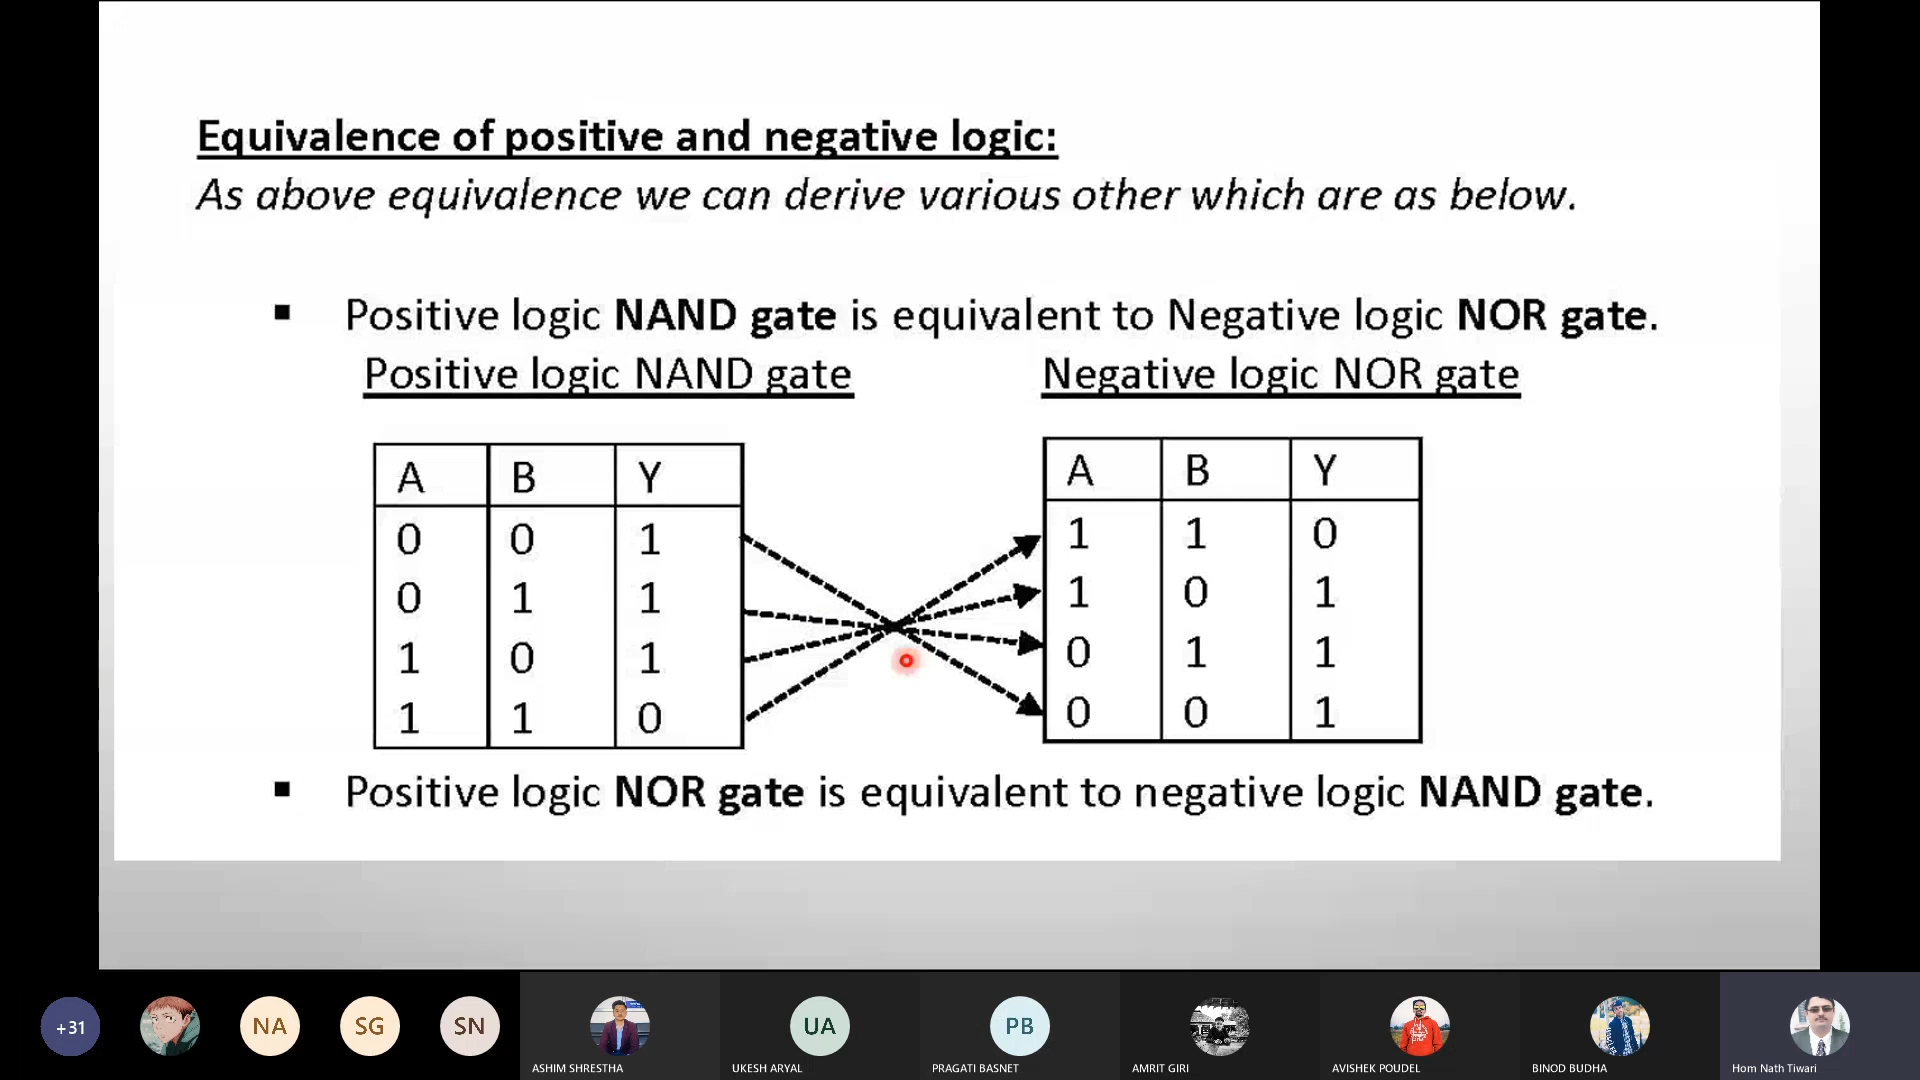 Equivalence of positive and negative logic:
As above equivalence we can derive various other which are as below.
▪ Positive logic NAND gate is equivalent to Negative logic NOR gate.
Positive logic NAND gate Negative logic NOR gate
A B Y
0 0 1
0 1 1
1 0 1
1 1 0
A B Y
1 1 0
1 0 1
0 1 1
0 0 1
▪ Positive logic NOR gate is equivalent to negative logic NAND gate.
+31 NA SG SN UA PB
ASHIM SHRESTHA UKESH ARYAL PRAGATI BASNET AMRIT GIRI AVISHEK POUDEL BINOD BUDHA Hom Nath Tiwari